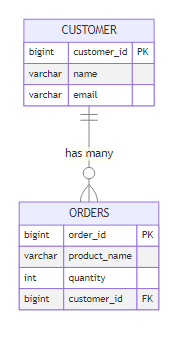 CUSTOMER
bigint customer_id PK
varchar name
varchar email
has many
ORDERS
bigint order_id PK
varchar product_name
int quantity
bigint customer_id FK